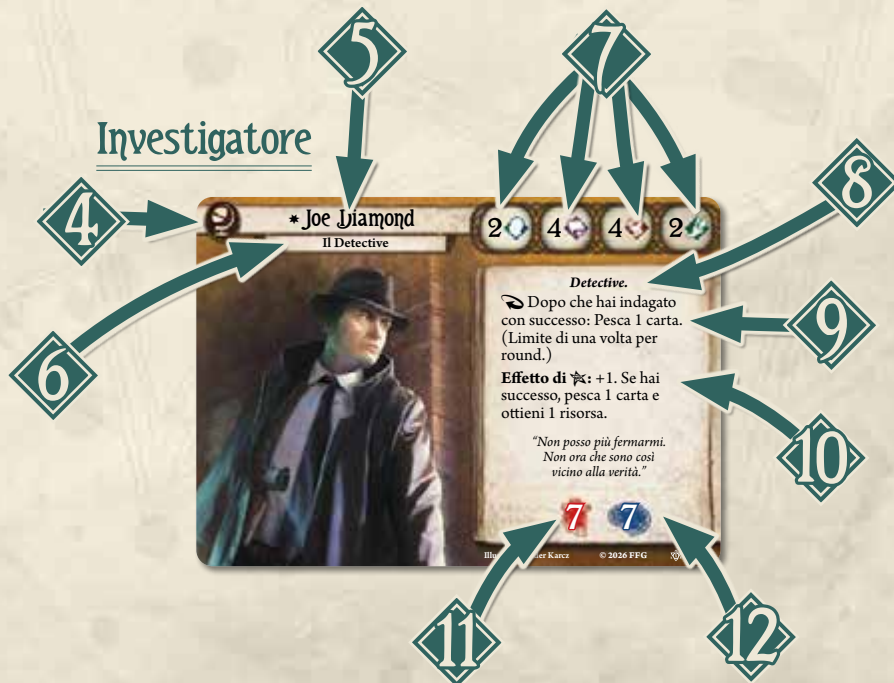 5
7
Investigatore
4
8
Joe Diamond
2 4 4 2
Il Detective
Detective.
Dopo che hai indagato
con successo: Pesca 1 carta.
(Limite di una volta per
round.)
9
6
Effetto di : +1. Se hai
successo, pesca 1 carta e
ottieni 1 risorsa.
10
“Non posso più fermarmi.
Non ora che sono così
vicino alla verità.”
7 7
Karcz © 2026 FFG
11
12